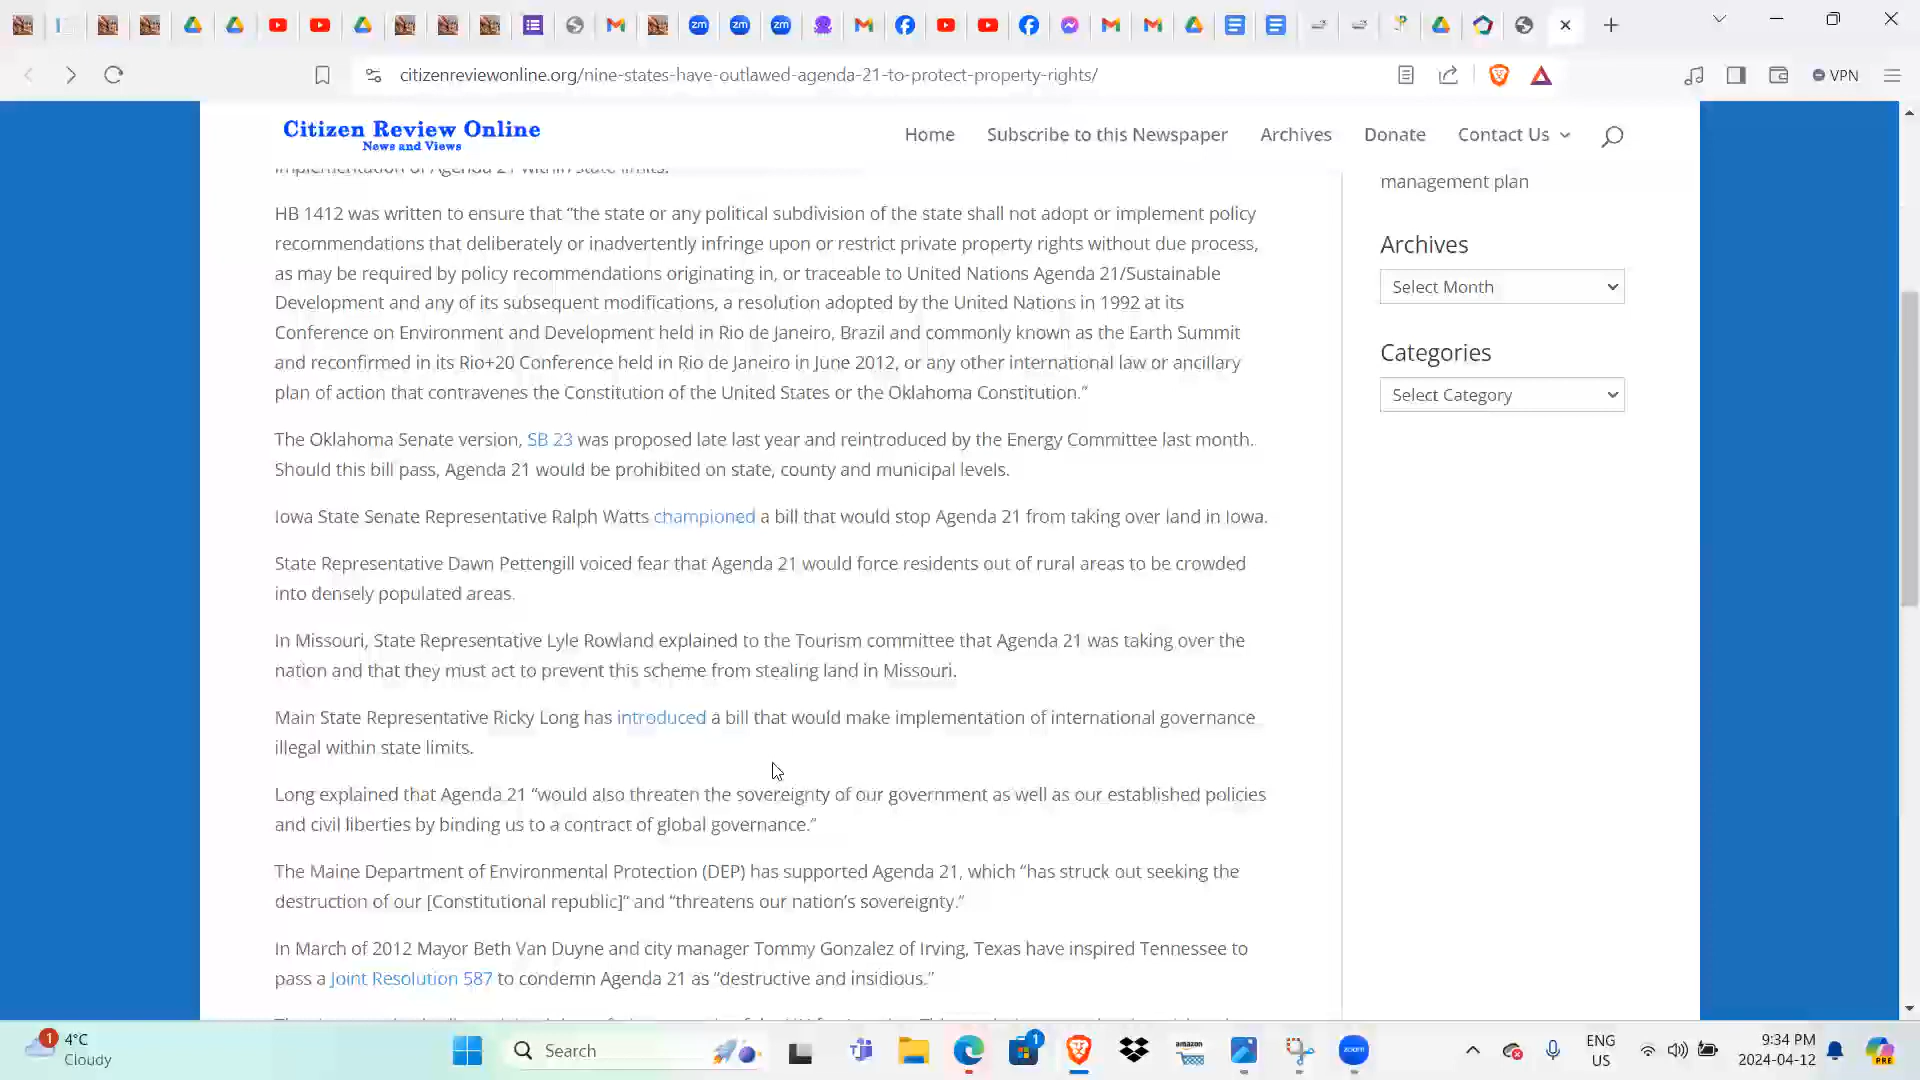 citizenreviewonline.org/nine-states-have-outlawed-agenda-21-to-protect-property-rights/
VPN
Citizen Review Online
News and Views
Home
Subscribe to this Newspaper
Archives
Donate
Contact Us
implementation of Agenda 21 within state limits.
HB 1412 was written to ensure that “the state or any political subdivision of the state shall not adopt or implement policy
recommendations that deliberately or inadvertently infringe upon or restrict private property rights without due process,
as may be required by policy recommendations originating in, or traceable to United Nations Agenda 21/Sustainable
Development and any of its subsequent modifications, a resolution adopted by the United Nations in 1992 at its
Conference on Environment and Development held in Rio de Janeiro, Brazil and commonly known as the Earth Summit
and reconfirmed in its Rio+20 Conference held in Rio de Janeiro in June 2012, or any other international law or ancillary
plan of action that contravenes the Constitution of the United States or the Oklahoma Constitution.”
The Oklahoma Senate version, SB 23 was proposed late last year and reintroduced by the Energy Committee last month.
Should this bill pass, Agenda 21 would be prohibited on state, county and municipal levels.
Iowa State Senate Representative Ralph Watts championed a bill that would stop Agenda 21 from taking over land in Iowa.
State Representative Dawn Pettengill voiced fear that Agenda 21 would force residents out of rural areas to be crowded
into densely populated areas.
In Missouri, State Representative Lyle Rowland explained to the Tourism committee that Agenda 21 was taking over the
nation and that they must act to prevent this scheme from stealing land in Missouri.
Main State Representative Ricky Long has introduced a bill that would make implementation of international governance
illegal within state limits.
Long explained that Agenda 21 “would also threaten the sovereignty of our government as well as our established policies
and civil liberties by binding us to a contract of global governance.”
The Maine Department of Environmental Protection (DEP) has supported Agenda 21, which “has struck out seeking the
destruction of our [Constitutional republic]” and “threatens our nation’s sovereignty.”
In March of 2012 Mayor Beth Van Duyne and city manager Tommy Gonzalez of Irving, Texas have inspired Tennessee to
pass a Joint Resolution 587 to condemn Agenda 21 as “destructive and insidious.”
management plan
Archives
Select Month
Categories
Select Category
1
4°C
Cloudy
Search
amazon
1
zoom
ENG
US
9:34 PM
2024-04-12
PRE
zm
zm
zm